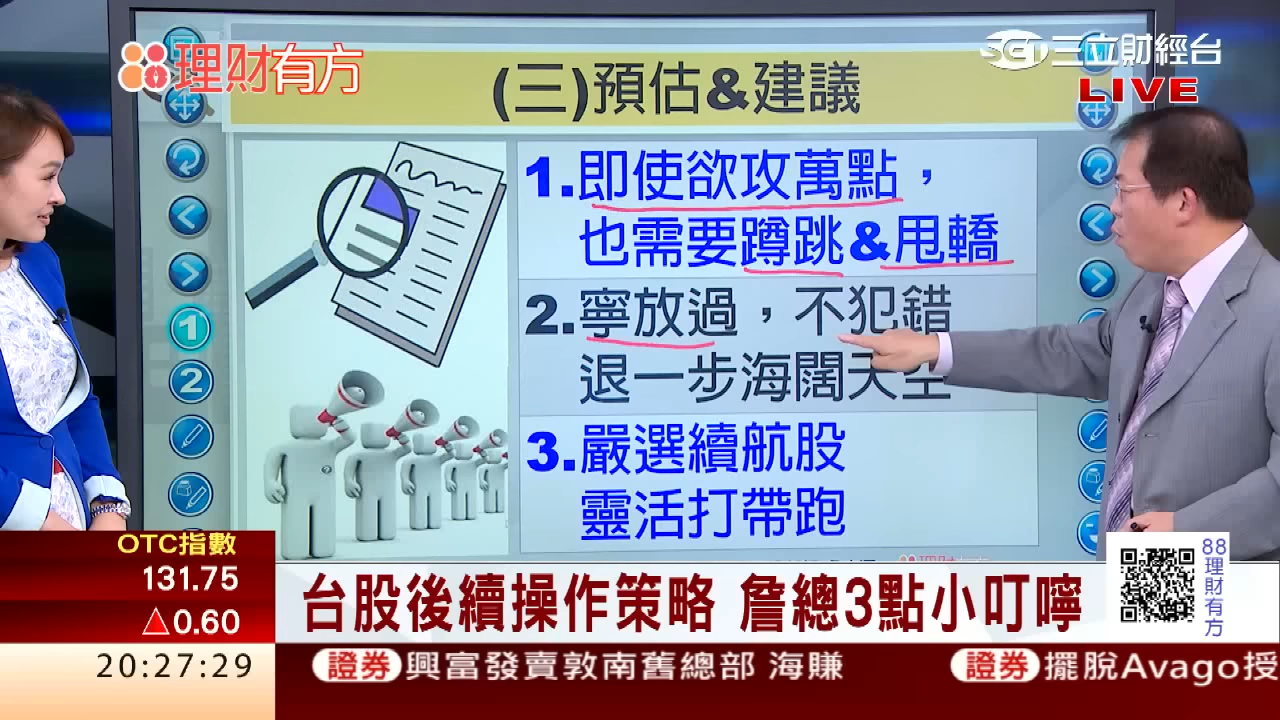 理財有方
SET 三立財經台
LIVE
(三)預估&建議
1.即使欲攻萬點，
也需要蹲跳&甩轎
2.寧放過，不犯錯
退一步海闊天空
3.嚴選續航股
靈活打帶跑
1
2
OTC指數
131.75
△0.60
20:27:29
台股後續操作策略 詹總3點小叮嚀
88理財有方
證券 興富發賣敦南舊總部 海賺
證券 擺脫Avago授